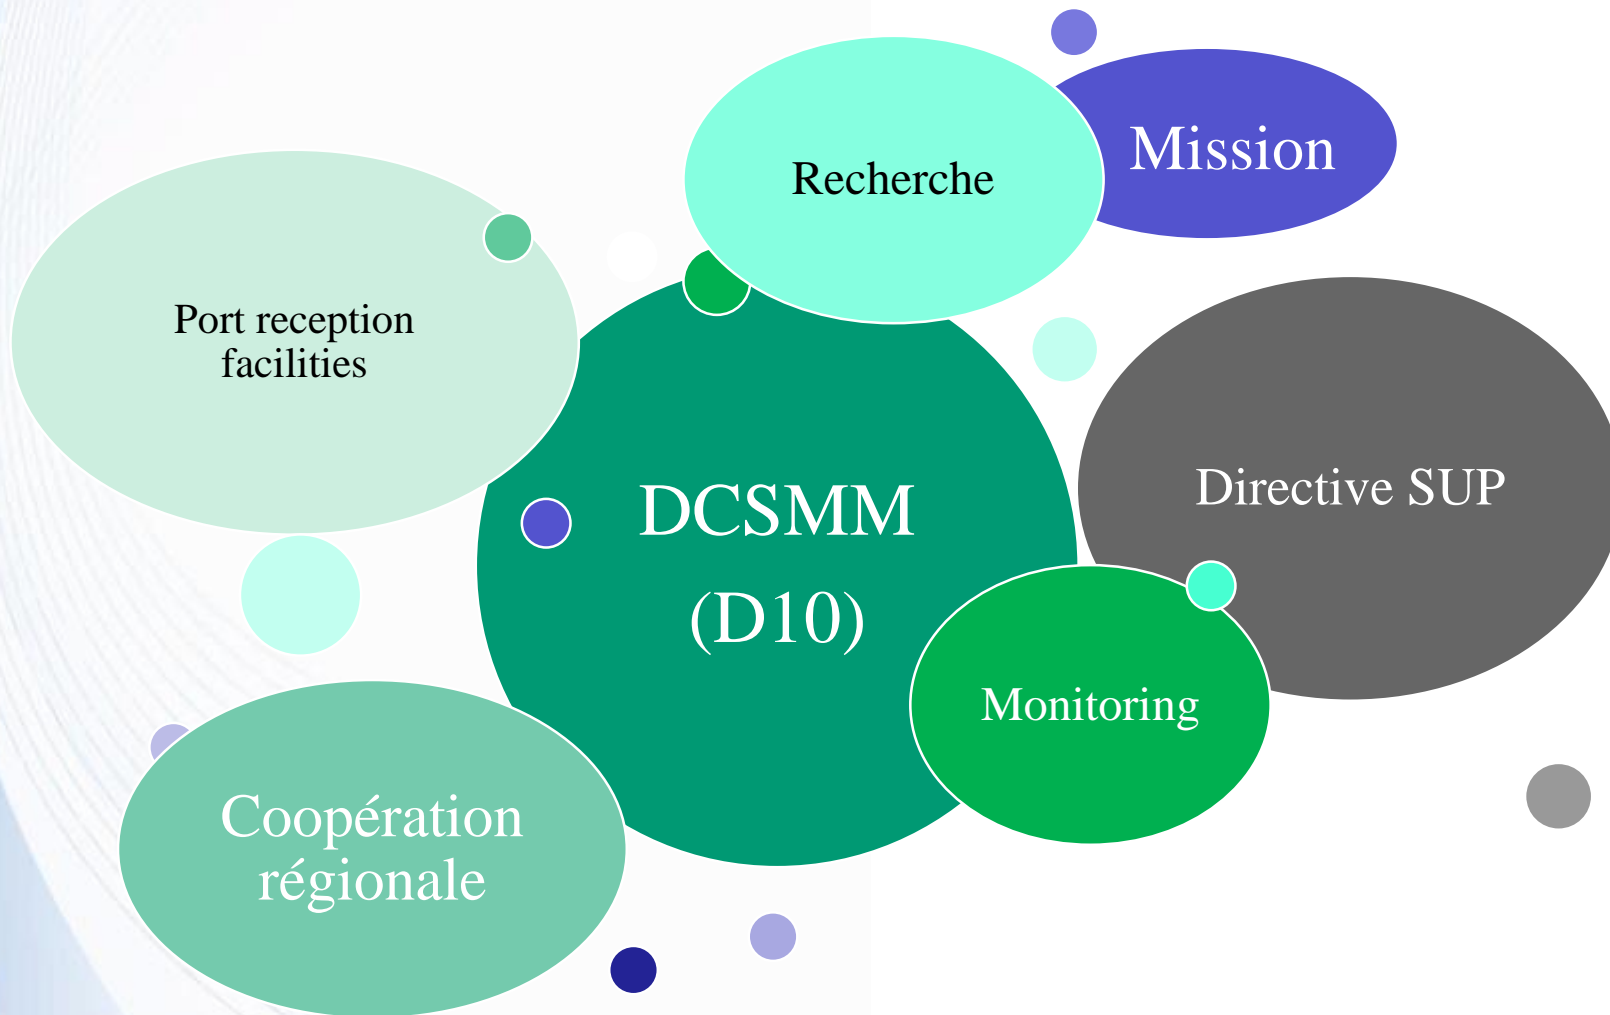 Mission
Recherche
Port reception
facilities
Directive SUP
DCSMM
(D10)
Monitoring
Coopération
régionale